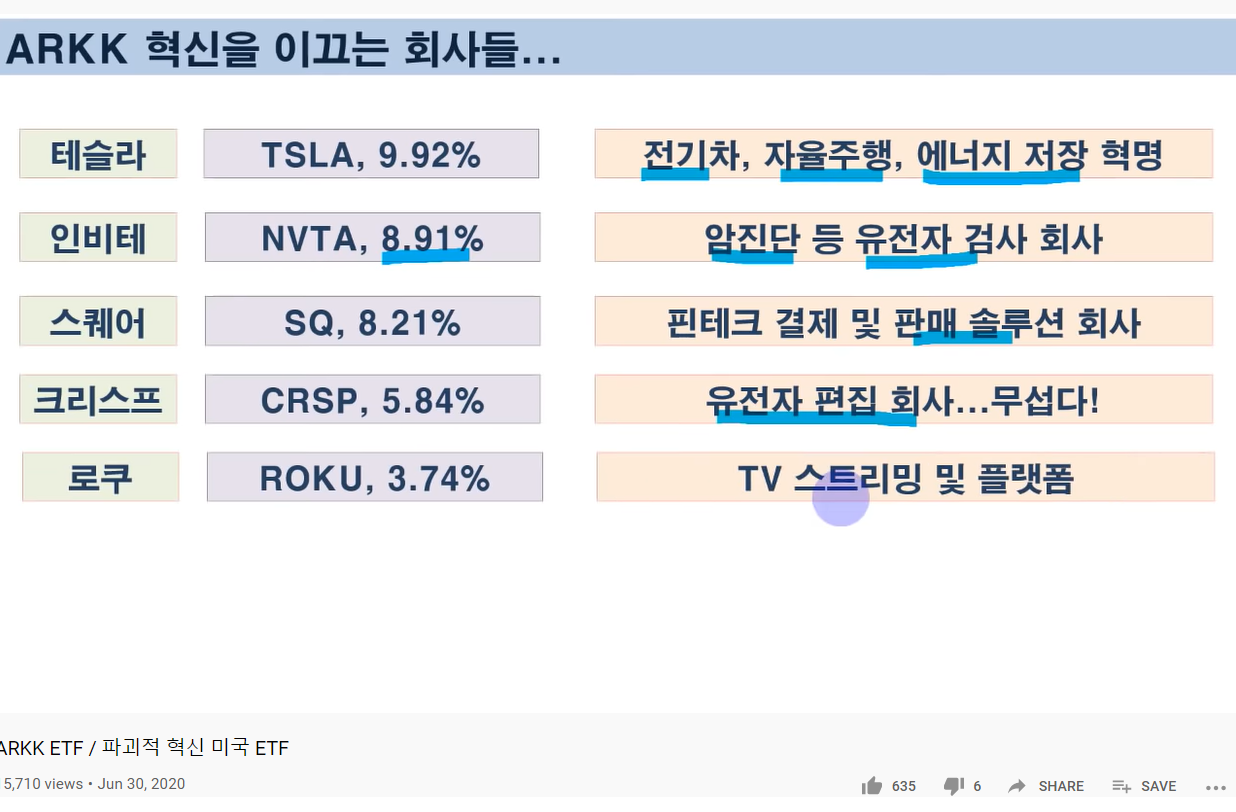 ARKK 혁신을 이끄는 회사들...
테슬라 TSLA, 9.92% 전기차, 자율주행, 에너지 저장 혁명
인비테 NVTA, 8.91% 암진단 등 유전자 검사 회사
스퀘어 SQ, 8.21% 핀테크 결제 및 판매 솔루션 회사
크리스프 CRSP, 5.84% 유전자 편집 회사...무섭다!
로쿠 ROKU, 3.74% TV 스트리밍 및 플랫폼
ARKK ETF / 파괴적 혁신 미국 ETF
5,710 views • Jun 30, 2020 635 6 SHARE SAVE